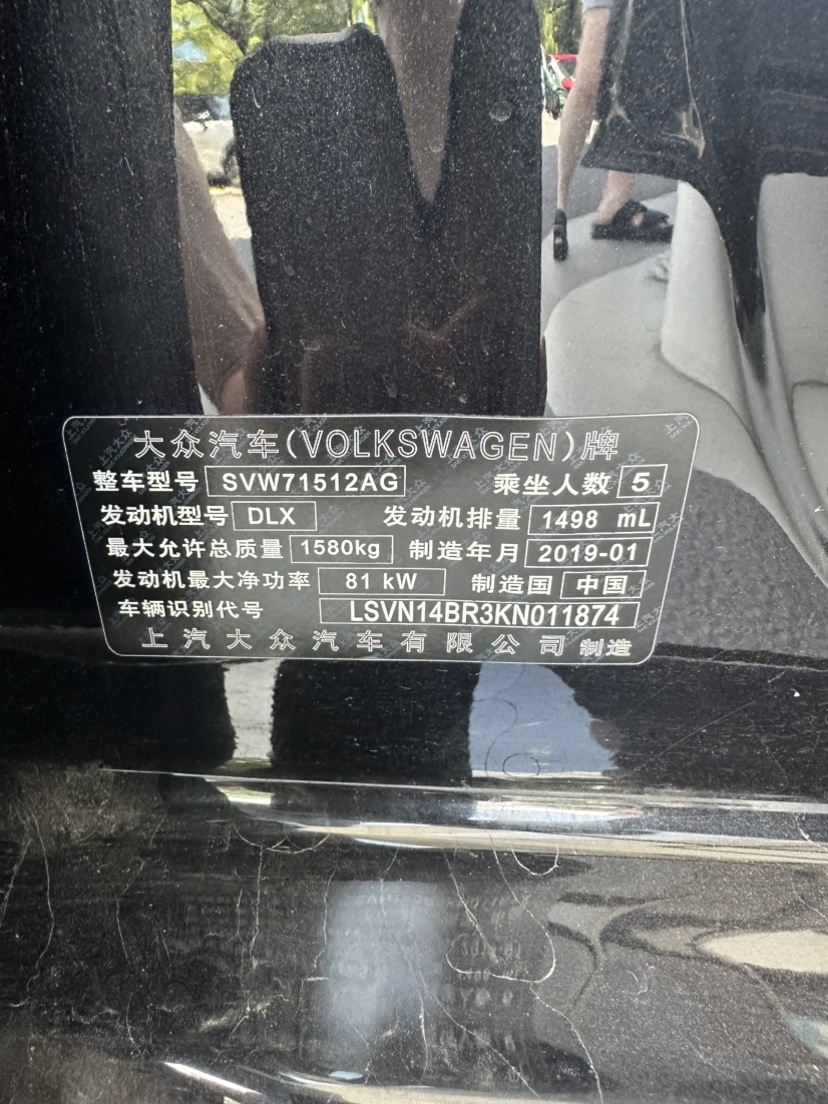 大众汽车(VOLKSWAGEN)牌
整车型号 SVW71512AG 乘坐人数 5
发动机型号 DLX 发动机排量 1498 mL
最大允许总质量 1580kg 制造年月 2019-01
发动机最大净功率 81 kW 制造国 中国
车辆识别代号 LSVN14BR3KN011874
上汽大众汽车有限公司 制造